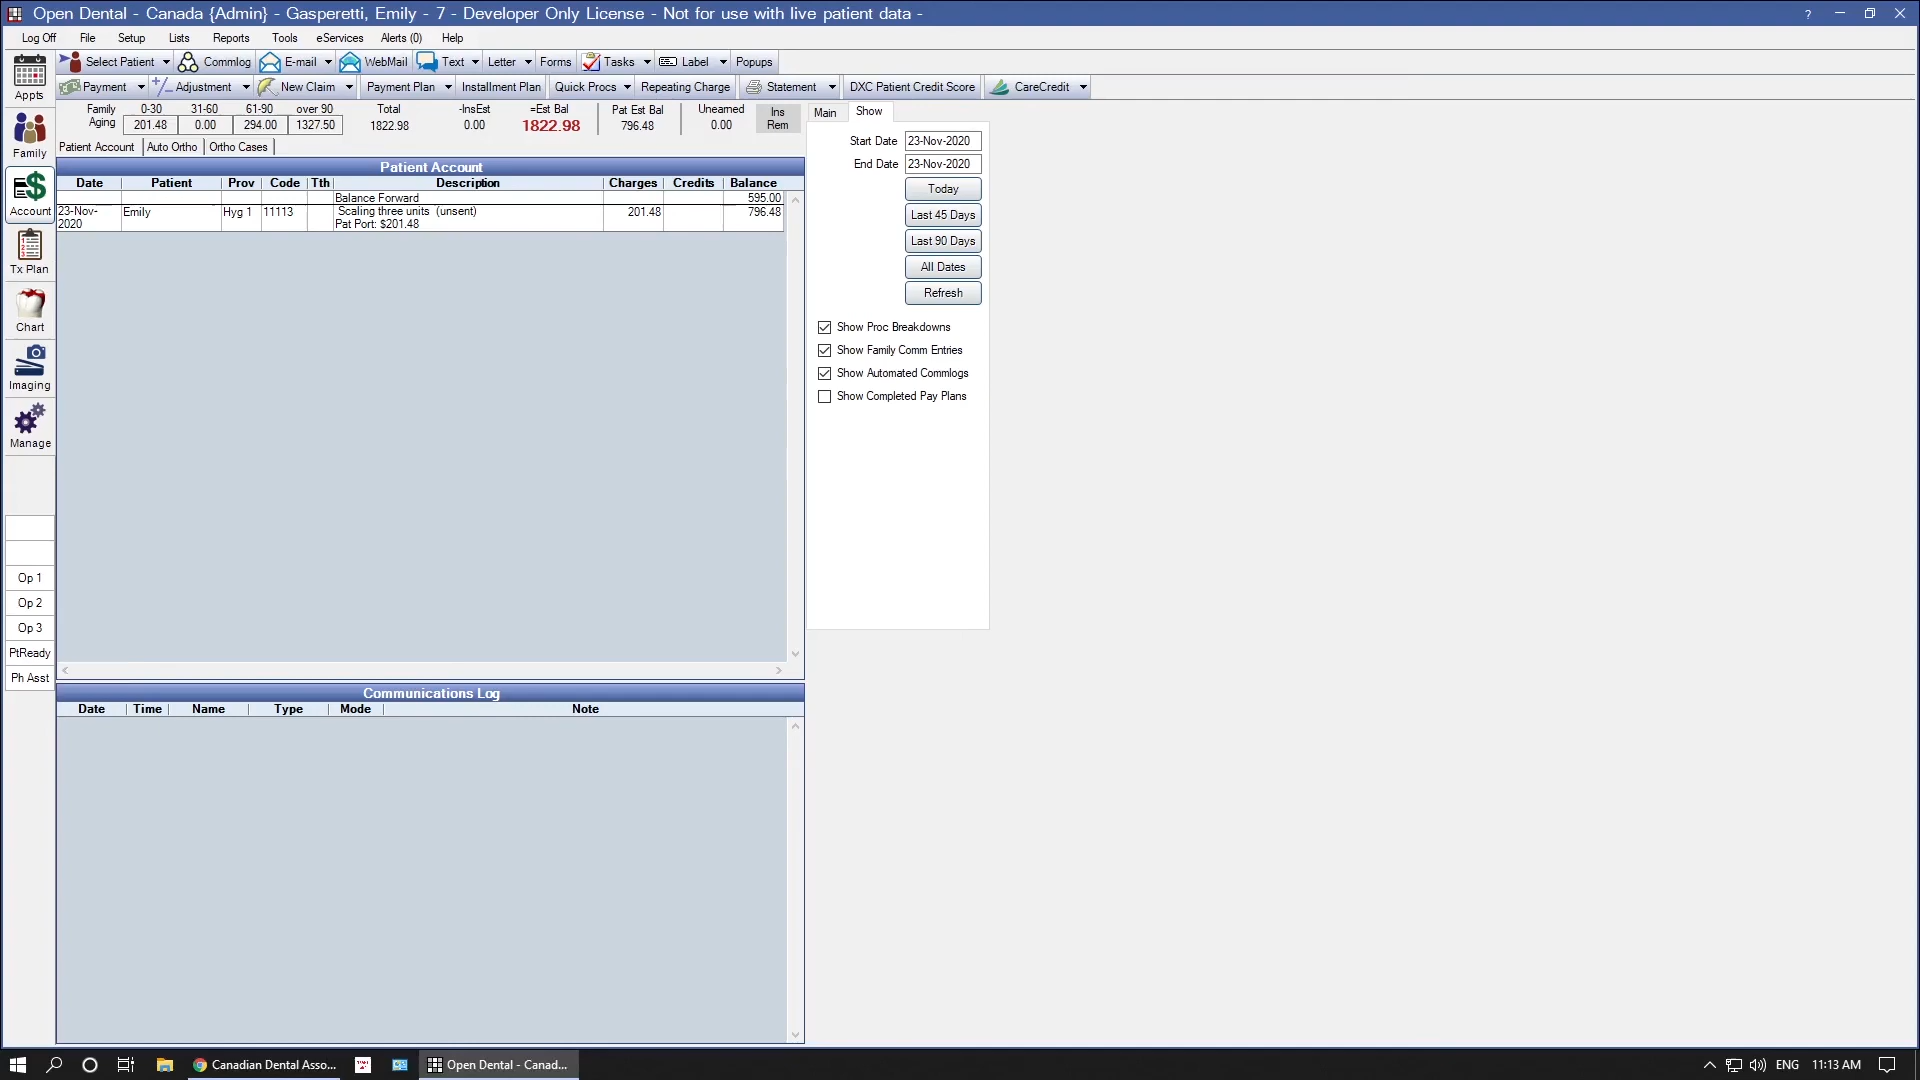 Open Dental - Canada {Admin} - Gasperetti, Emily - 7 - Developer Only License - Not for use with live patient data -
Log Off File Setup Lists Reports Tools eServices Alerts (0) Help
Select Patient Commlog E-mail WebMail Text Letter Forms Tasks Label Popups
Payment Adjustment New Claim Payment Plan Installment Plan Quick Procs Repeating Charge Statement DXC Patient Credit Score CareCredit
Family Aging 0-30 31-60 61-90 over 90 Total -InsEst =Est Bal Pat Est Bal Unearned Ins Rem
201.48 0.00 294.00 1327.50 1822.98 0.00 1822.98 796.48 0.00
Patient Account Auto Ortho Ortho Cases
Patient Account
Date Patient Prov Code Tth Description Charges Credits Balance
Balance Forward 595.00
23-Nov-2020 Emily Hyg 1 11113 Scaling three units (unsent) 201.48 796.48
Pat Port: $201.48
Main Show
Start Date 23-Nov-2020
End Date 23-Nov-2020
Today
Last 45 Days
Last 90 Days
All Dates
Refresh
Show Proc Breakdowns
Show Family Comm Entries
Show Automated Commlogs
Show Completed Pay Plans
Appts
Family
Account
Tx Plan
Chart
Imaging
Manage
Op 1
Op 2
Op 3
PtReady
Ph Asst
Communications Log
Date Time Name Type Mode Note
Canadian Dental Asso... Open Dental - Canad... ENG 11:13 AM